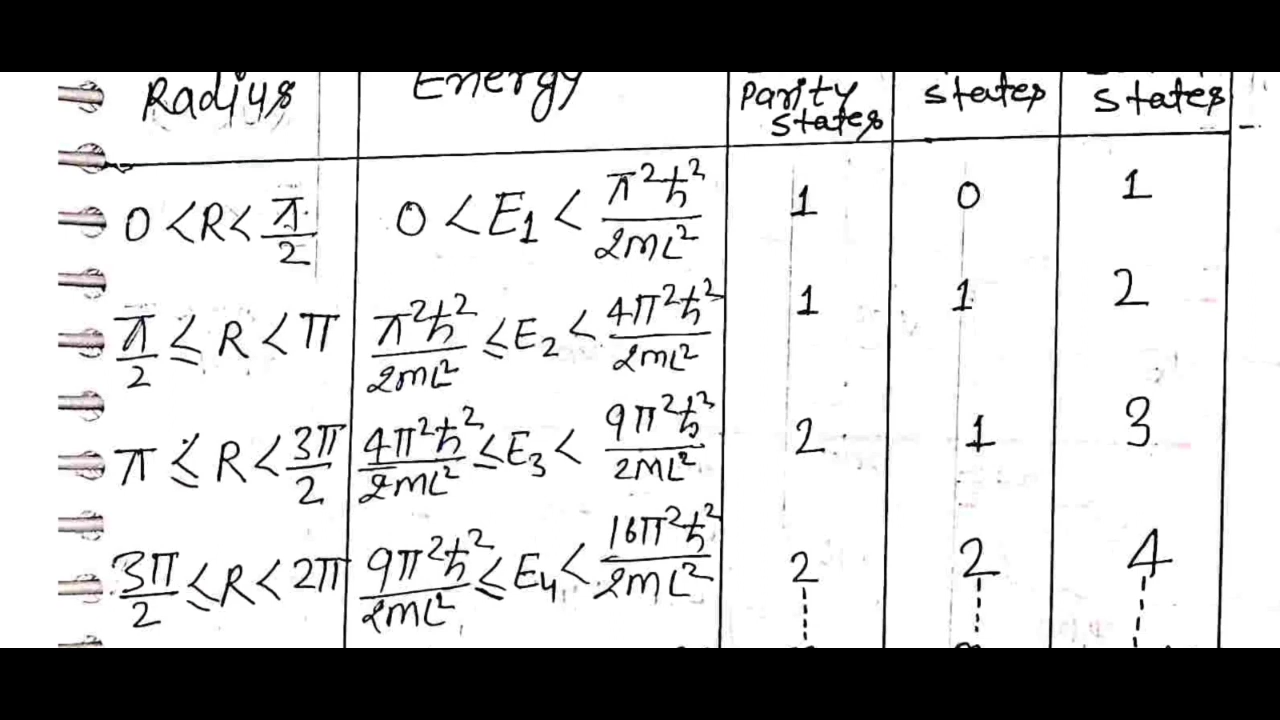 Radius Energy Parity States states States
0 < R < π/2 0 < E₁ < π²ħ²/2mL² 1 0 1
π/2 ≤ R < π π²ħ²/2mL² ≤ E₂ < 4π²ħ²/2mL² 1 1 2
π ≤ R < 3π/2 4π²ħ²/2mL² ≤ E₃ < 9π²ħ²/2mL² 2 1 3
3π/2 ≤ R < 2π 9π²ħ²/2mL² ≤ E₄ < 16π²ħ²/2mL² 2 2 4